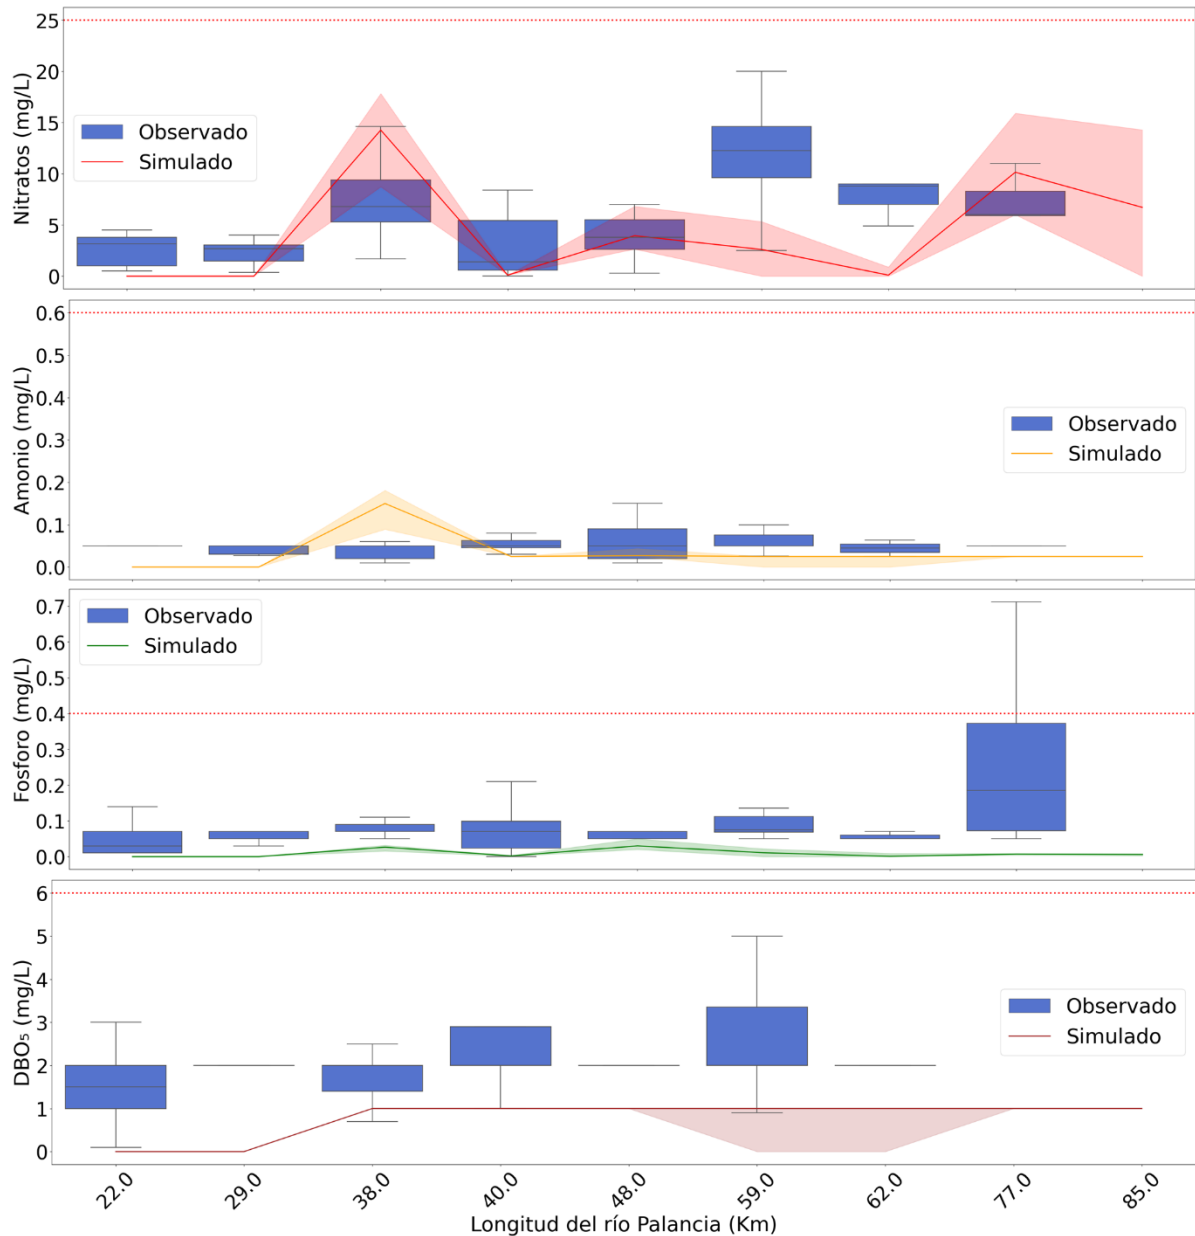 Nitratos (mg/L)
25
20
15
10
5
0
Observado
Simulado
Amonio (mg/L)
0.6
0.5
0.4
0.3
0.2
0.1
0.0
Observado
Simulado
Fosforo (mg/L)
0.7
0.6
0.5
0.4
0.3
0.2
0.1
0.0
Observado
Simulado
DBO₅ (mg/L)
6
5
4
3
2
1
0
Observado
Simulado
22.0 29.0 38.0 40.0 48.0 59.0 62.0 77.0 85.0
Longitud del río Palancia (Km)